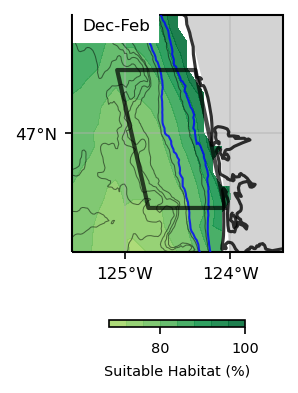 Dec-Feb
47°N
125°W 124°W
80 100
Suitable Habitat (%)